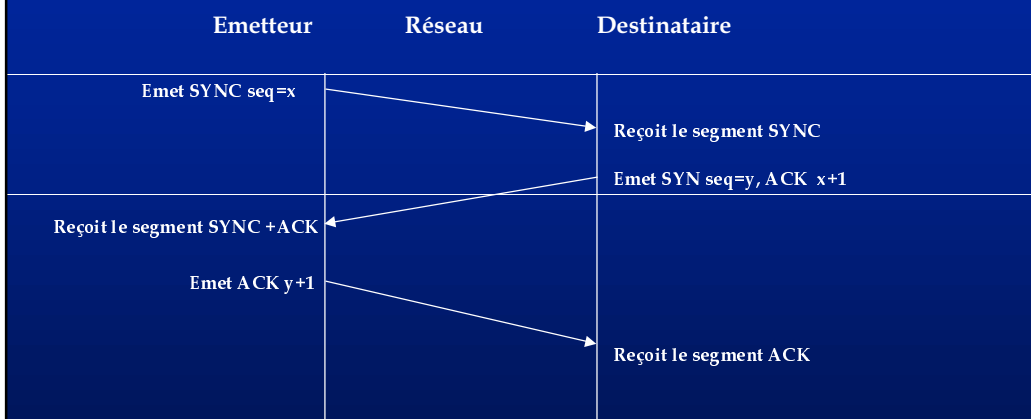 Emetteur Réseau Destinataire
Emet SYNC seq=x
Reçoit le segment SYNC
Emet SYN seq=y, ACK x+1
Reçoit le segment SYNC +ACK
Emet ACK y+1
Reçoit le segment ACK